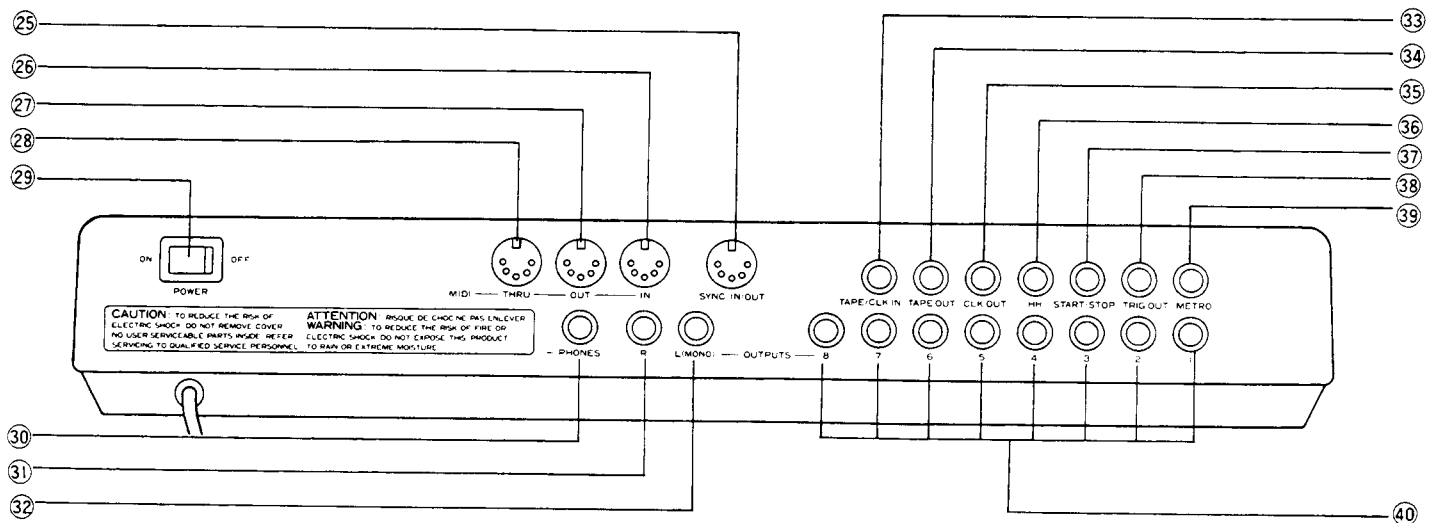 25
26
27
28
29
33
34
35
36
37
38
39
ON OFF
POWER
MIDI THRU OUT IN SYNC IN/OUT
TAPE/CLK IN TAPE OUT CLK OUT HH START/STOP TRIG OUT METRO
CAUTION: TO REDUCE THE RISK OF
ELECTRIC SHOCK DO NOT REMOVE COVER
NO USER SERVICEABLE PARTS INSIDE REFER
SERVICING TO QUALIFIED SERVICE PERSONNEL
ATTENTION: RISQUE DE CHOC NE PAS ENLEVER
WARNING: TO REDUCE THE RISK OF FIRE OR
ELECTRIC SHOCK DO NOT EXPOSE THIS PRODUCT
TO RAIN OR EXTREME MOISTURE
PHONES R L(MONO) OUTPUTS 8 7 6 5 4 3 2 1
30
31
32
40